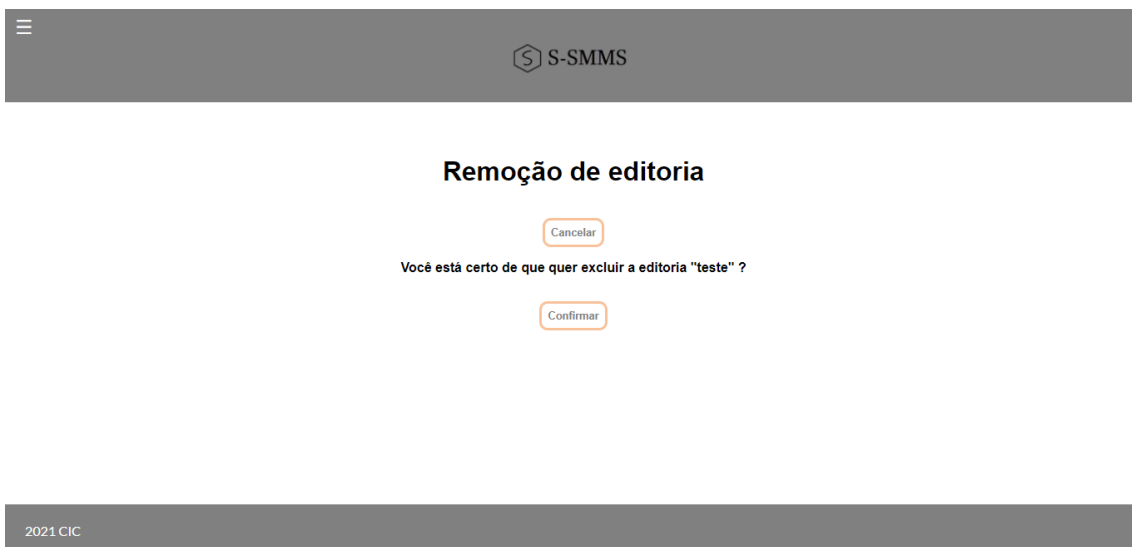 ☰
S S-SMMS
Remoção de editoria
Cancelar
Você está certo de que quer excluir a editoria "teste" ?
Confirmar
2021 CIC